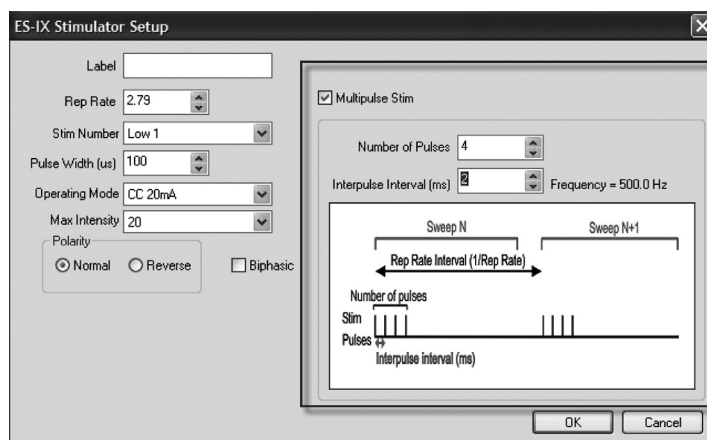 ES-IX Stimulator Setup
Label
Rep Rate 2.79
Stim Number Low 1
Pulse Width (us) 100
Operating Mode CC 20mA
Max Intensity 20
Polarity
Normal Reverse Biphasic
Multipulse Stim
Number of Pulses 4
Interpulse Interval (ms) 2 Frequency = 500.0 Hz
Sweep N Sweep N+1
Rep Rate Interval (1/Rep Rate)
Number of pulses
Stim
Pulses
Interpulse interval (ms)
OK Cancel